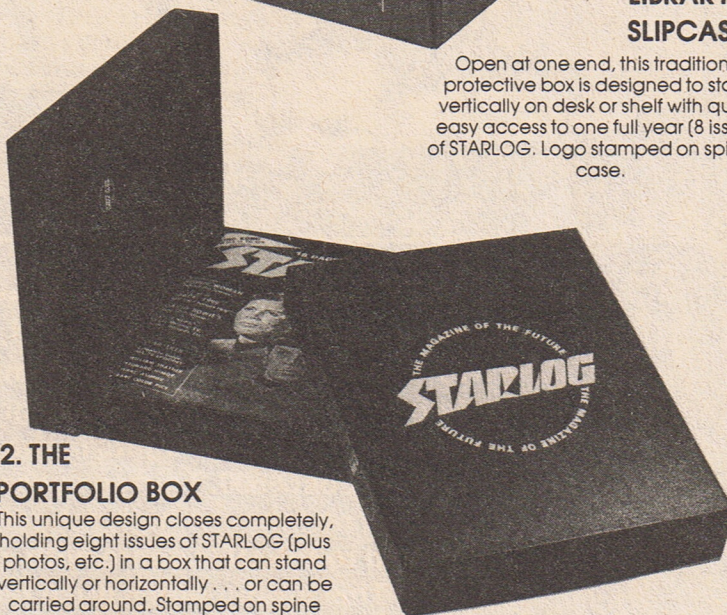 SLIPCAS
Open at one end, this tradition
protective box is designed to sta
vertically on desk or shelf with qu
easy access to one full year (8 iss
of STARLOG. Logo stamped on spi
case.
THE MAGAZINE OF THE FUTURE
STARLOG
THE MAGAZINE OF THE FUTURE
2. THE
PORTFOLIO BOX
This unique design closes completely,
holding eight issues of STARLOG (plus
photos, etc.) in a box that can stand
vertically or horizontally . . . or can be
carried around. Stamped on spine